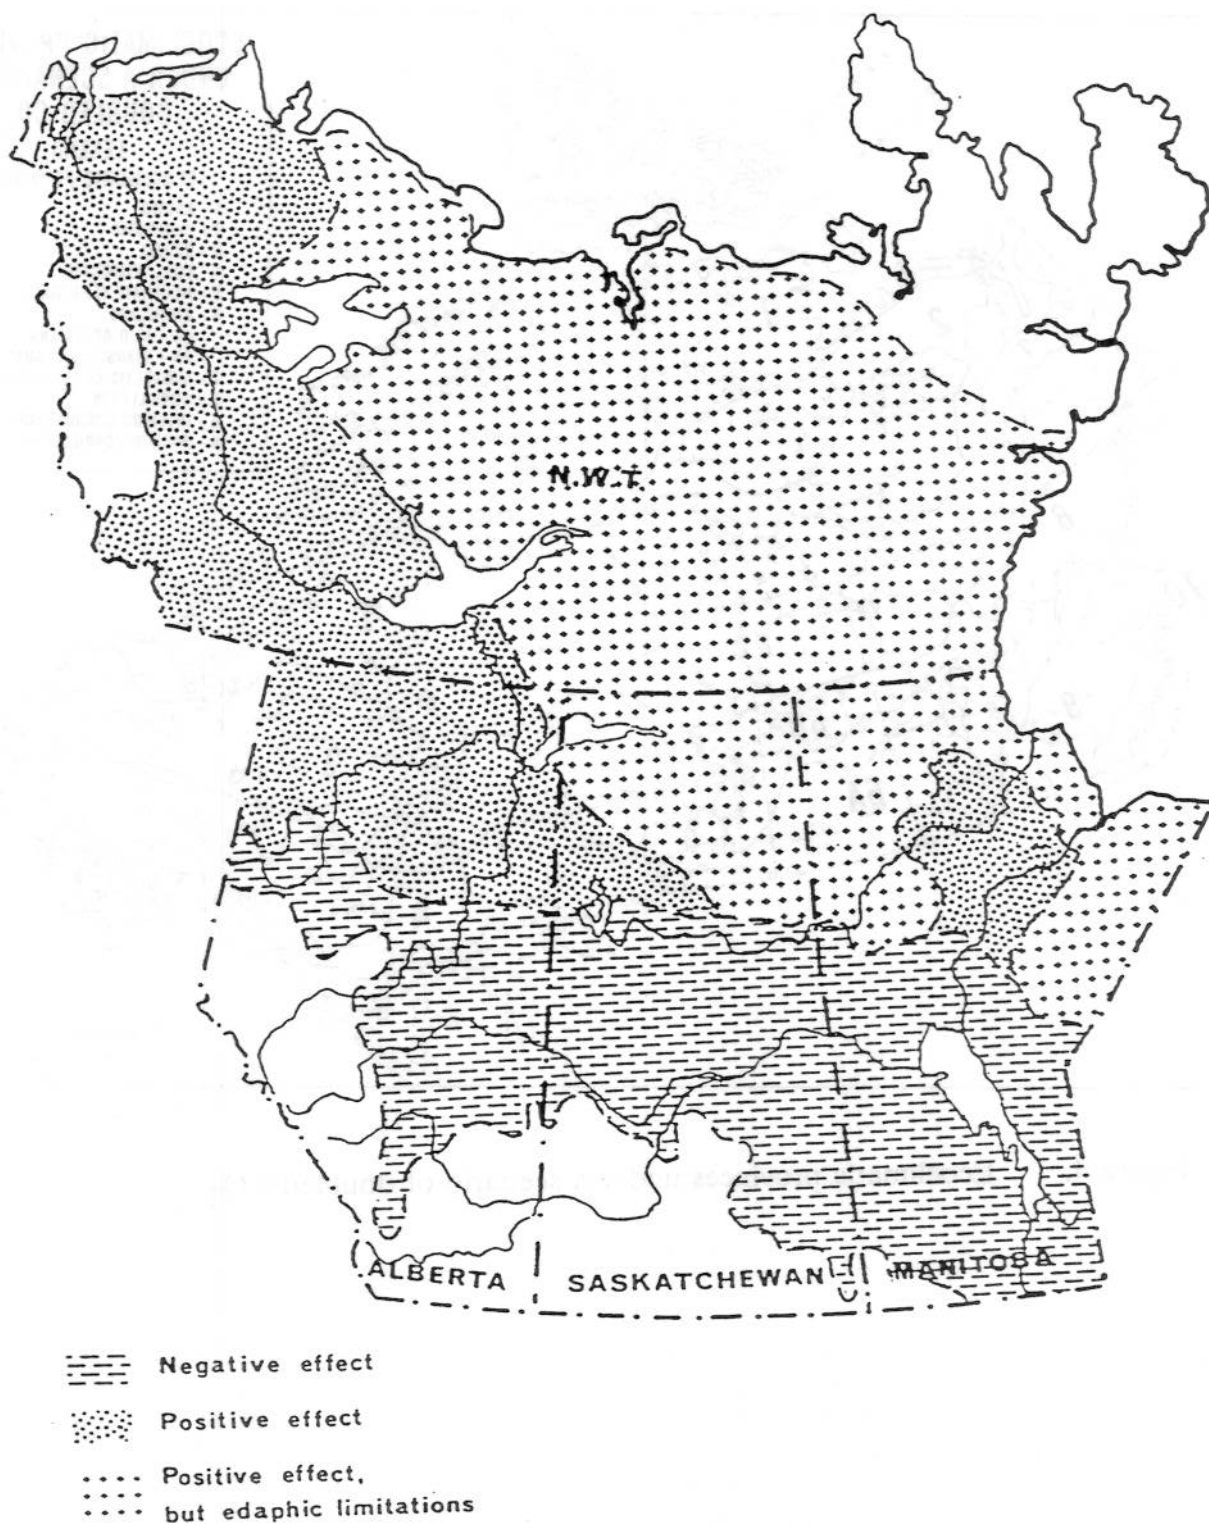 N.W.T.
ALBERTA
SASKATCHEWAN
MANITOBA
Negative effect
Positive effect
Positive effect,
but edaphic limitations